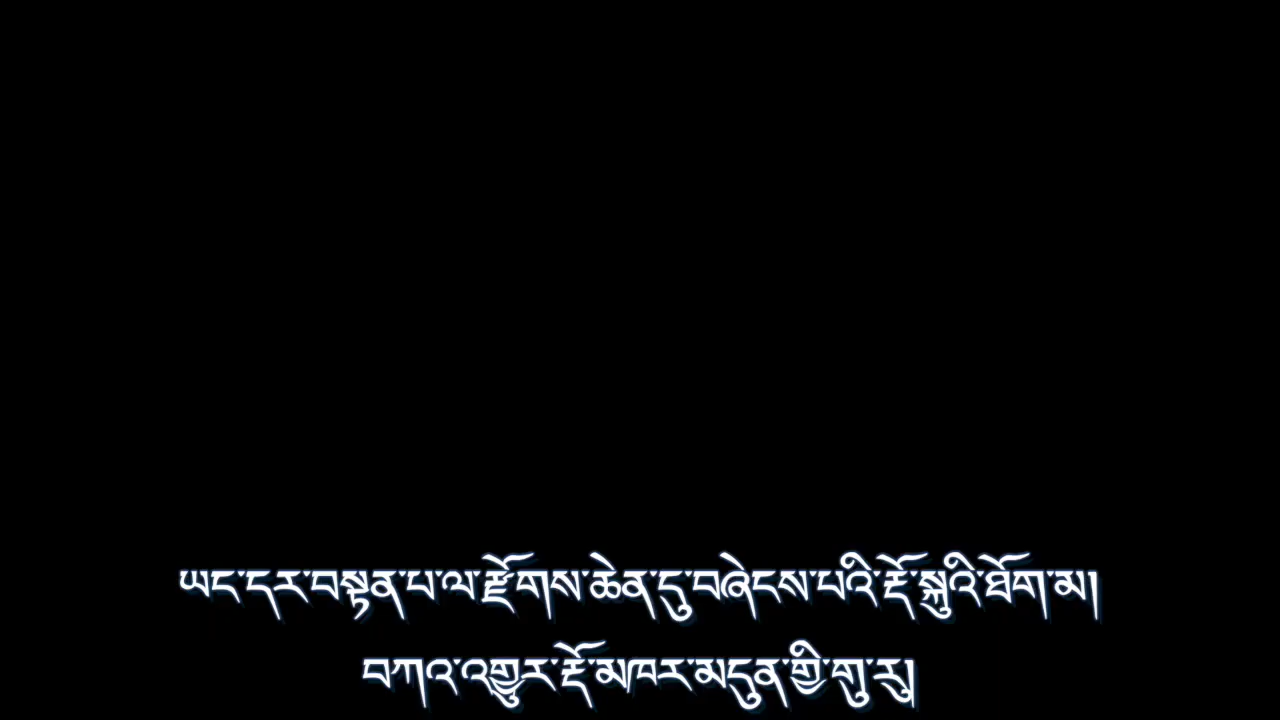 ཡང་དར་བསྟན་པ་ལ་རྫོགས་ཆེན་དུ་བཞེངས་པའི་རྡོ་སྐུའི་ཐོག་མ།
བཀའ་འགྱུར་རྡོ་མཁར་མདུན་གྱི་གུ་རུ།